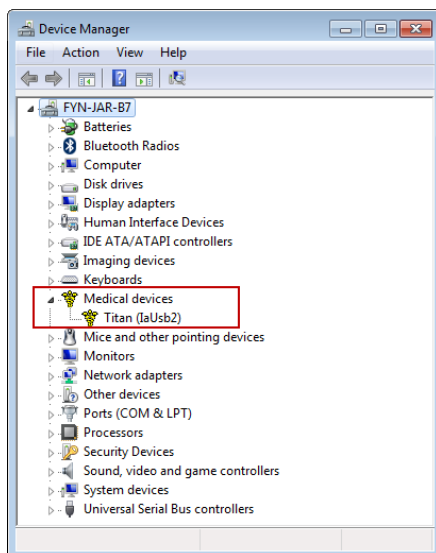 Device Manager
File Action View Help
FYN-JAR-B7
Batteries
Bluetooth Radios
Computer
Disk drives
Display adapters
Human Interface Devices
IDE ATA/ATAPI controllers
Imaging devices
Keyboards
Medical devices
Titan (IaUsb2)
Mice and other pointing devices
Monitors
Network adapters
Other devices
Ports (COM & LPT)
Processors
Security Devices
Sound, video and game controllers
System devices
Universal Serial Bus controllers